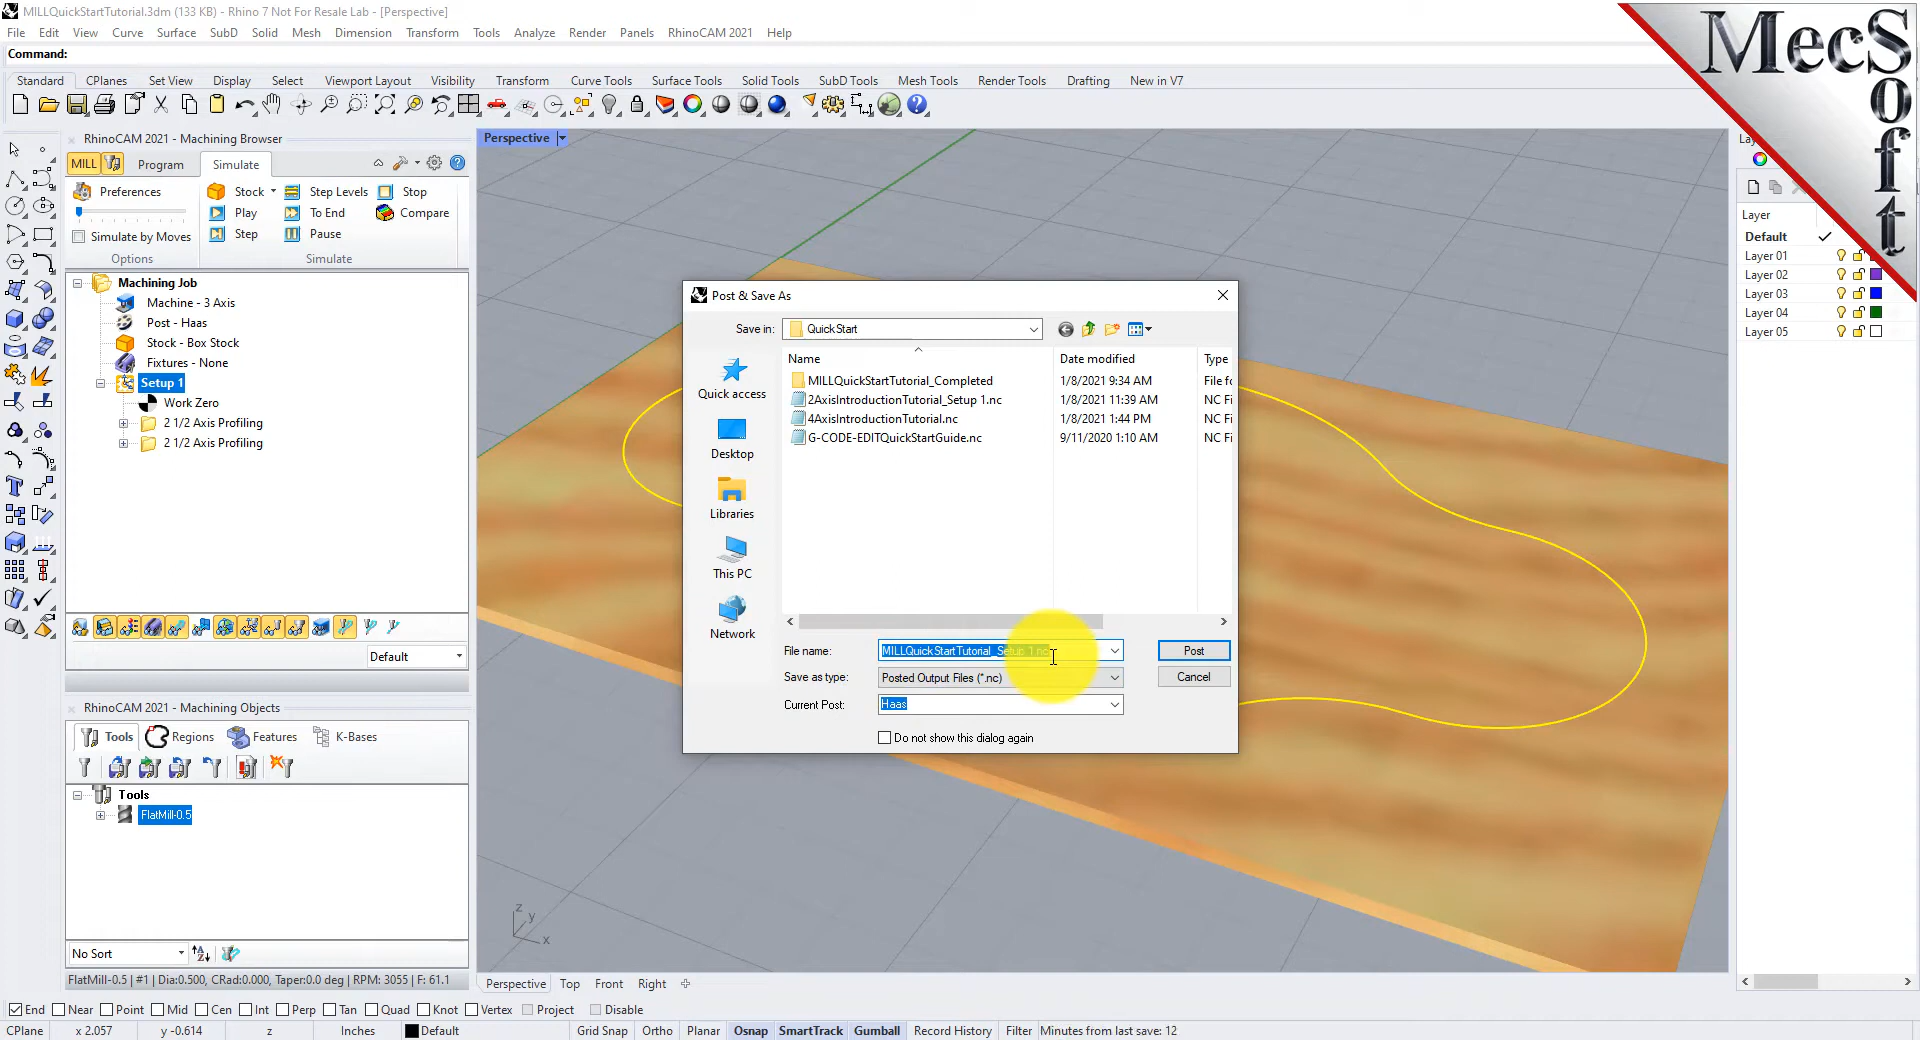 MILLQuickStartTutorial.3dm (133 KB) - Rhino 7 Not For Resale Lab - [Perspective]
File Edit View Curve Surface SubD Solid Mesh Dimension Transform Tools Analyze Render Panels RhinoCAM 2021 Help
Command:
Standard CPlanes Set View Display Select Viewport Layout Visibility Transform Curve Tools Surface Tools Solid Tools SubD Tools Mesh Tools Render Tools Drafting New in V7
MecSoft
RhinoCAM 2021 - Machining Browser
MILL Program Simulate
Preferences
Simulate by Moves
Options
Stock Step Levels Stop
Play To End Compare
Step Pause
Simulate
Machining Job
Machine - 3 Axis
Post - Haas
Stock - Box Stock
Fixtures - None
Setup 1
Work Zero
2 1/2 Axis Profiling
2 1/2 Axis Profiling
Default
RhinoCAM 2021 - Machining Objects
Tools Regions Features K-Bases
Tools
FlatMill-0.5
No Sort
FlatMill-0.5 | #1 | Dia:0.500, CRad:0.000, Taper:0.0 deg | RPM: 3055 | F: 61.1
Perspective
Post & Save As
Save in: QuickStart
Name Date modified Type
MILLQuickStartTutorial_Completed 1/8/2021 9:34 AM File fo
2AxisIntroductionTutorial_Setup 1.nc 1/8/2021 11:39 AM NC Fi
4AxisIntroductionTutorial.nc 1/8/2021 1:44 PM NC Fi
G-CODE-EDITQuickStartGuide.nc 9/11/2020 1:10 AM NC Fi
Quick access
Desktop
Libraries
This PC
Network
File name: MILLQuickStartTutorial_Setup 1.nc Post
Save as type: Posted Output Files (*.nc) Cancel
Current Post: Haas
Do not show this dialog again
z
y
x
Layer
Default
Layer 01
Layer 02
Layer 03
Layer 04
Layer 05
Perspective Top Front Right
End Near Point Mid Cen Int Perp Tan Quad Knot Vertex Project Disable
CPlane x 2.057 y -0.614 z Inches Default Grid Snap Ortho Planar Osnap SmartTrack Gumball Record History Filter Minutes from last save: 12